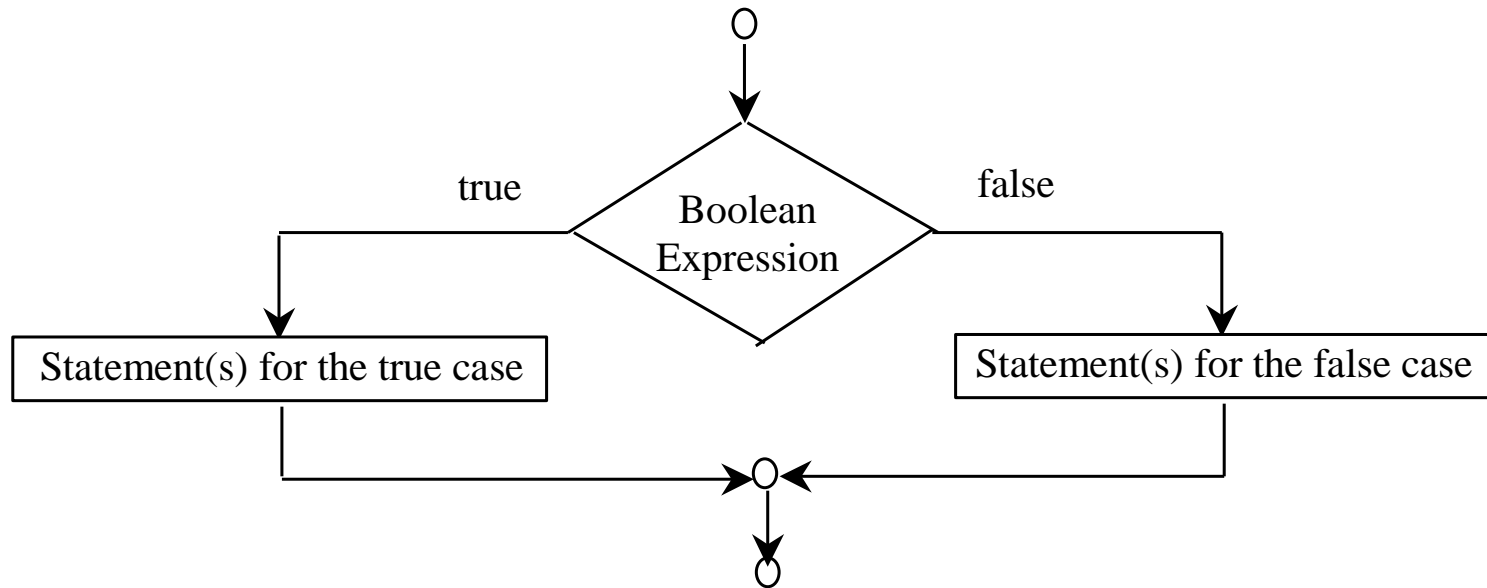 true
false
Boolean
Expression
Statement(s) for the true case
Statement(s) for the false case